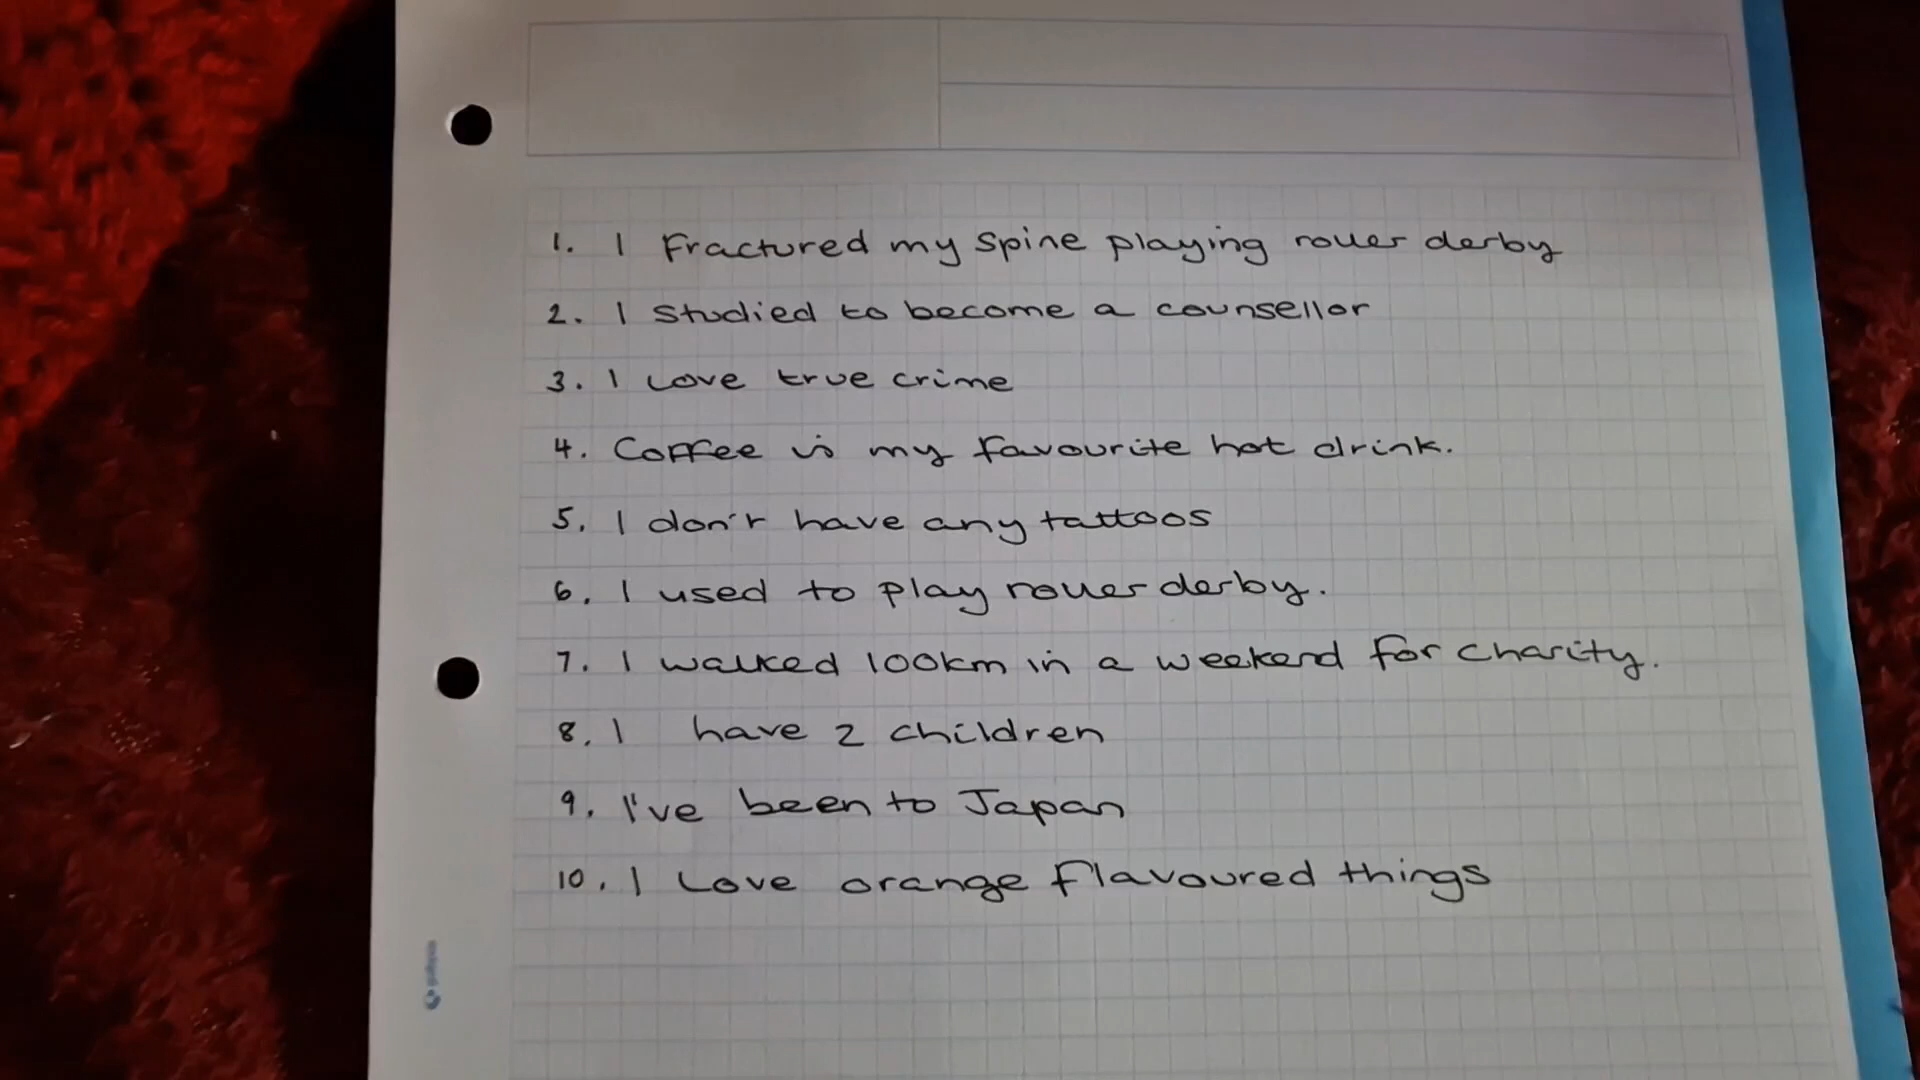 1. I Fractured my spine playing roller derby
2. I studied to become a counsellor
3. I love true crime
4. Coffee is my favourite hot drink.
5. I don't have any tattoos
6. I used to play roller derby.
7. I walked 100km in a weekend for charity.
8. I have 2 children
9. I've been to Japan
10. I love orange flavoured things